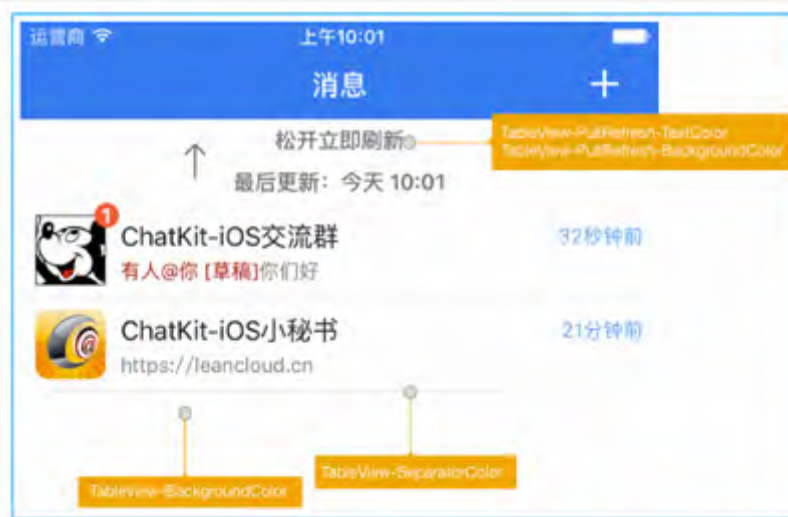 运营商
上午10:01
消息
松开立即刷新
TableView-PullRefresh-TextColor
TableView-PullRefresh-BackgroundColor
最后更新：今天 10:01
1
ChatKit-iOS交流群
32秒钟前
有人@你 [草稿]你们好
ChatKit-iOS小秘书
21分钟前
https://leancloud.cn
TableView-SeparatorColor
TableView-BackgroundColor